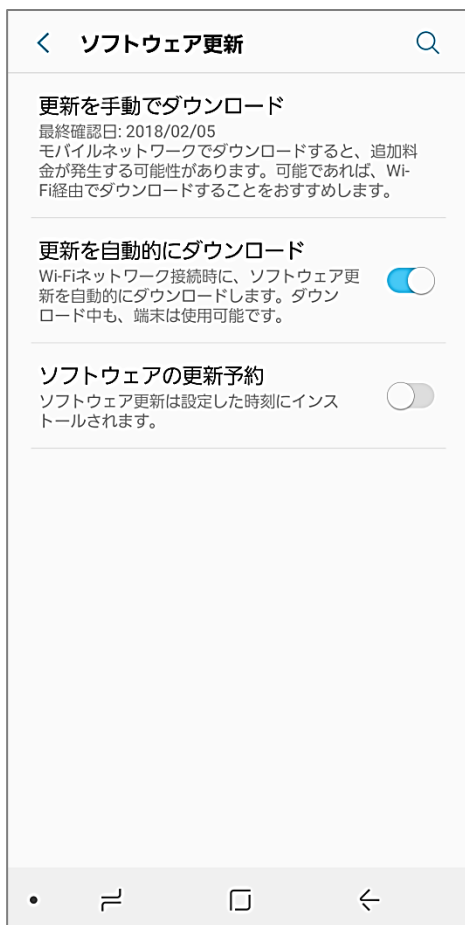 ソフトウェア更新
更新を手動でダウンロード
最終確認日: 2018/02/05
モバイルネットワークでダウンロードすると、追加料
金が発生する可能性があります。可能であれば、Wi-
Fi経由でダウンロードすることをおすすめします。
更新を自動的にダウンロード
Wi-Fiネットワーク接続時に、ソフトウェア更
新を自動的にダウンロードします。ダウン
ロード中も、端末は使用可能です。
ソフトウェアの更新予約
ソフトウェア更新は設定した時刻にインス
トールされます。